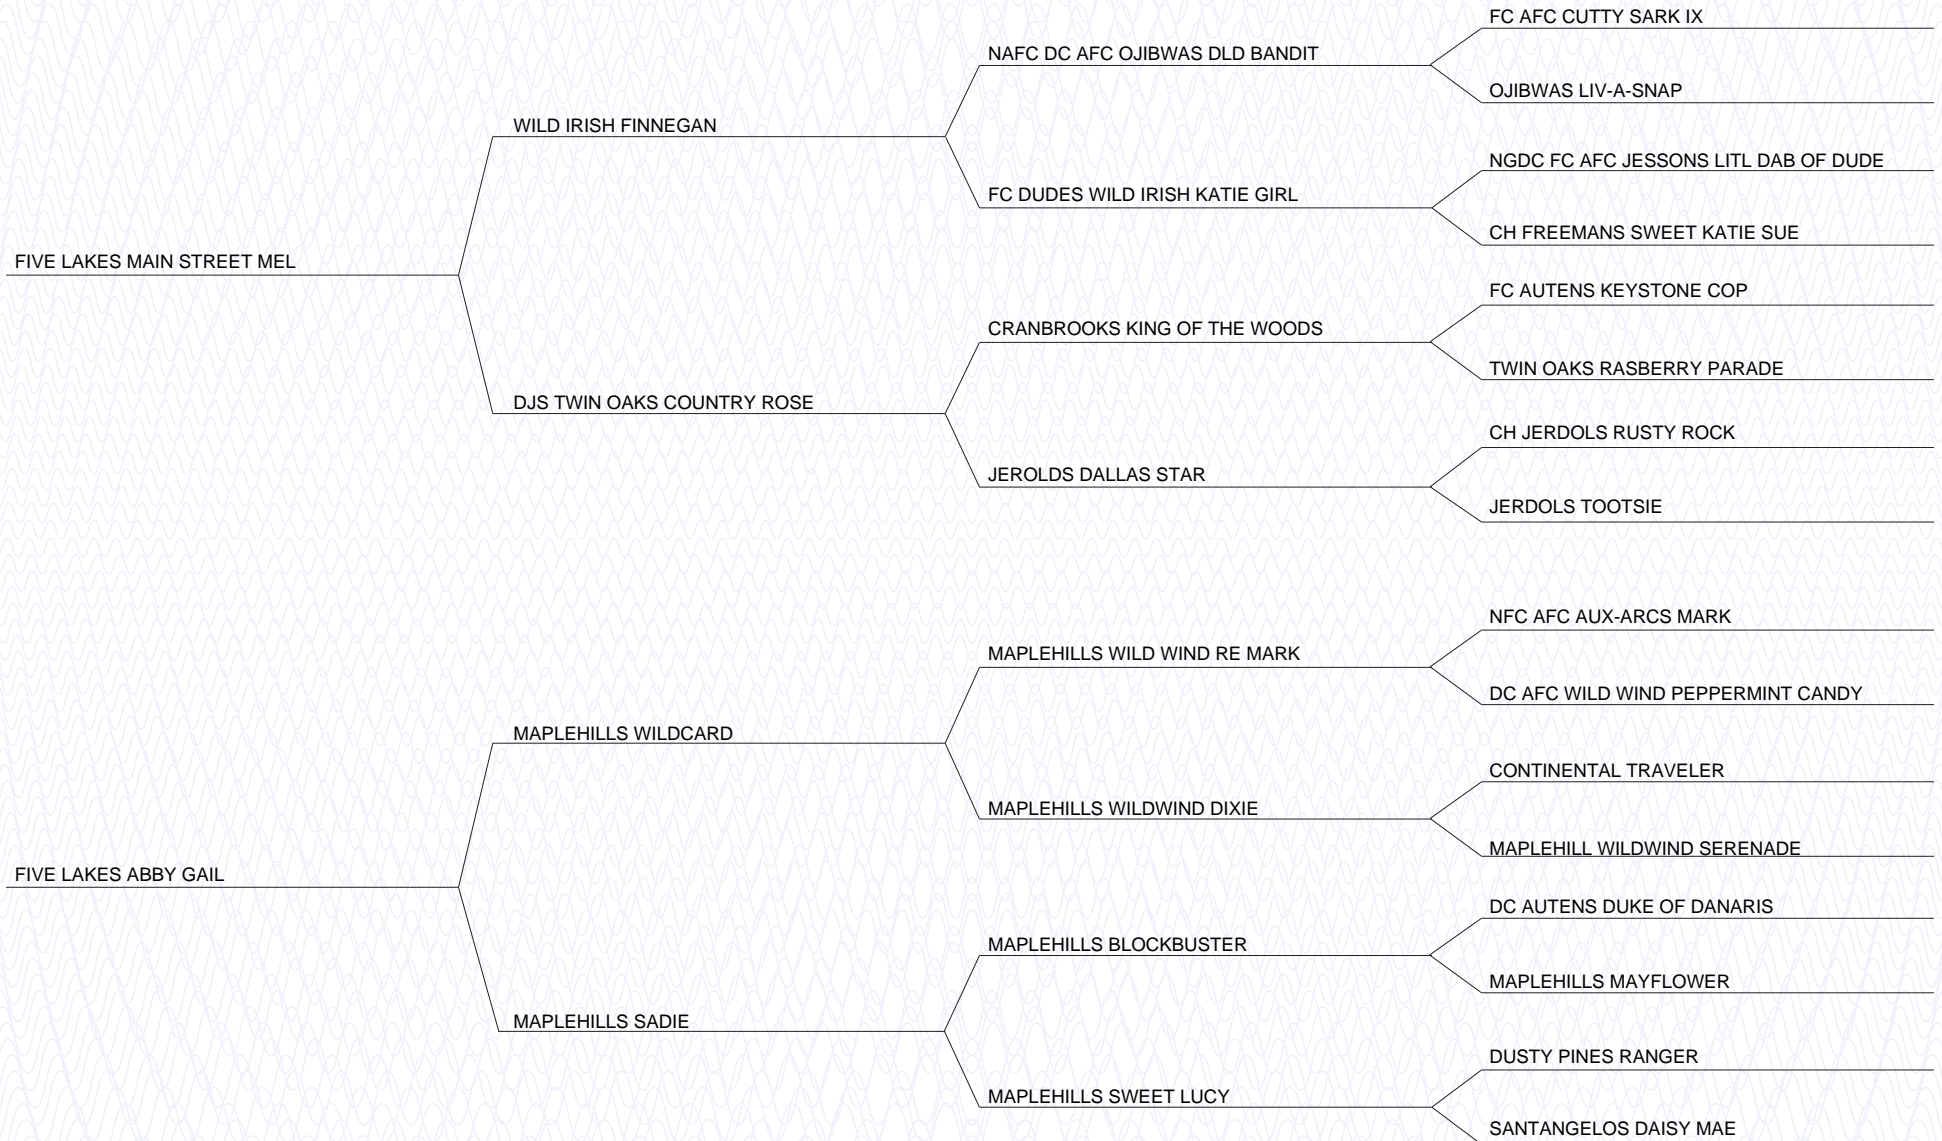 FC AFC CUTTY SARK IX
NAFC DC AFC OJIBWAS DLD BANDIT
OJIBWAS LIV-A-SNAP
WILD IRISH FINNEGAN
NGDC FC AFC JESSONS LITL DAB OF DUDE
FC DUDES WILD IRISH KATIE GIRL
CH FREEMANS SWEET KATIE SUE
FIVE LAKES MAIN STREET MEL
FC AUTENS KEYSTONE COP
CRANBROOKS KING OF THE WOODS
TWIN OAKS RASBERRY PARADE
DJS TWIN OAKS COUNTRY ROSE
CH JERDOLS RUSTY ROCK
JEROLDS DALLAS STAR
JERDOLS TOOTSIE
NFC AFC AUX-ARCS MARK
MAPLEHILLS WILD WIND RE MARK
DC AFC WILD WIND PEPPERMINT CANDY
MAPLEHILLS WILDCARD
CONTINENTAL TRAVELER
MAPLEHILLS WILDWIND DIXIE
MAPLEHILL WILDWIND SERENADE
FIVE LAKES ABBY GAIL
DC AUTENS DUKE OF DANARIS
MAPLEHILLS BLOCKBUSTER
MAPLEHILLS MAYFLOWER
MAPLEHILLS SADIE
DUSTY PINES RANGER
MAPLEHILLS SWEET LUCY
SANTANGELOS DAISY MAE